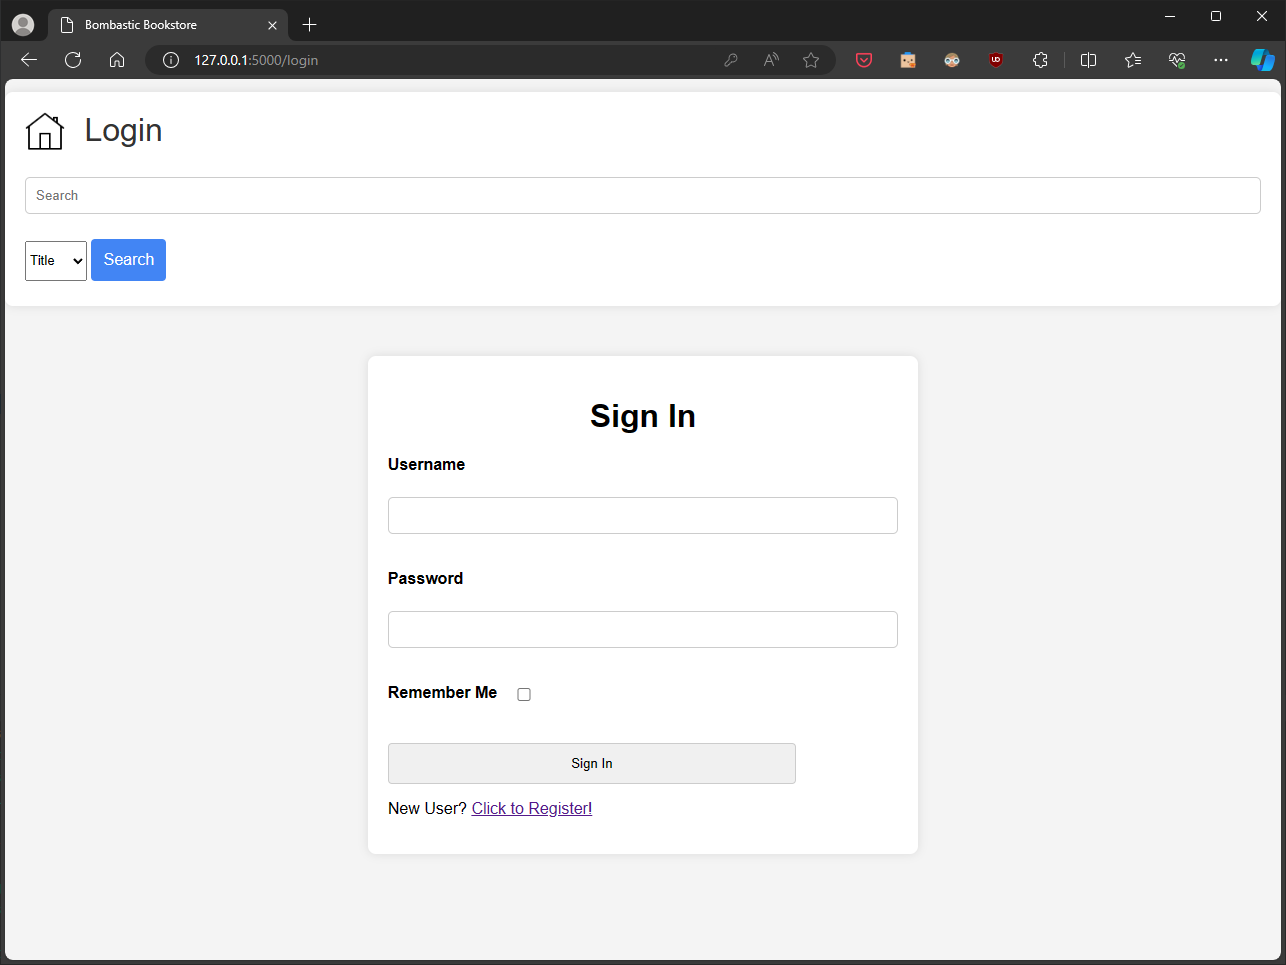 Bombastic Bookstore
127.0.0.1:5000/login
Login
Search
Title
Search
Sign In
Username
Password
Remember Me
Sign In
New User? Click to Register!